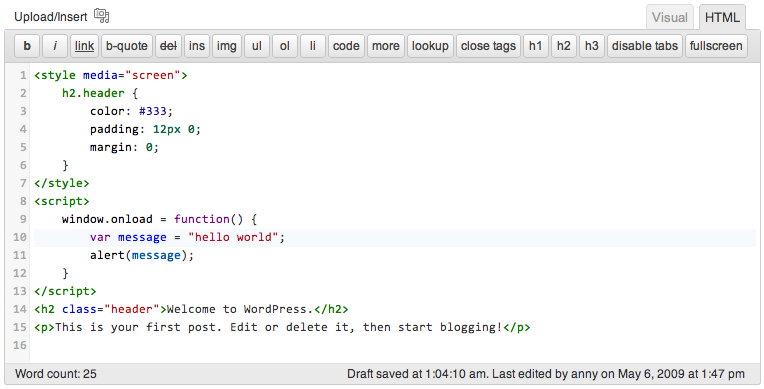 Upload/Insert
Visual HTML
b i link b-quote del ins img ul ol li code more lookup close tags h1 h2 h3 disable tabs fullscreen
1 <style media="screen">
2     h2.header {
3         color: #333;
4         padding: 12px 0;
5         margin: 0;
6     }
7 </style>
8 <script>
9     window.onload = function() {
10         var message = "hello world";
11         alert(message);
12     }
13 </script>
14 <h2 class="header">Welcome to WordPress.</h2>
15 <p>This is your first post. Edit or delete it, then start blogging!</p>
16
Word count: 25 Draft saved at 1:04:10 am. Last edited by anny on May 6, 2009 at 1:47 pm